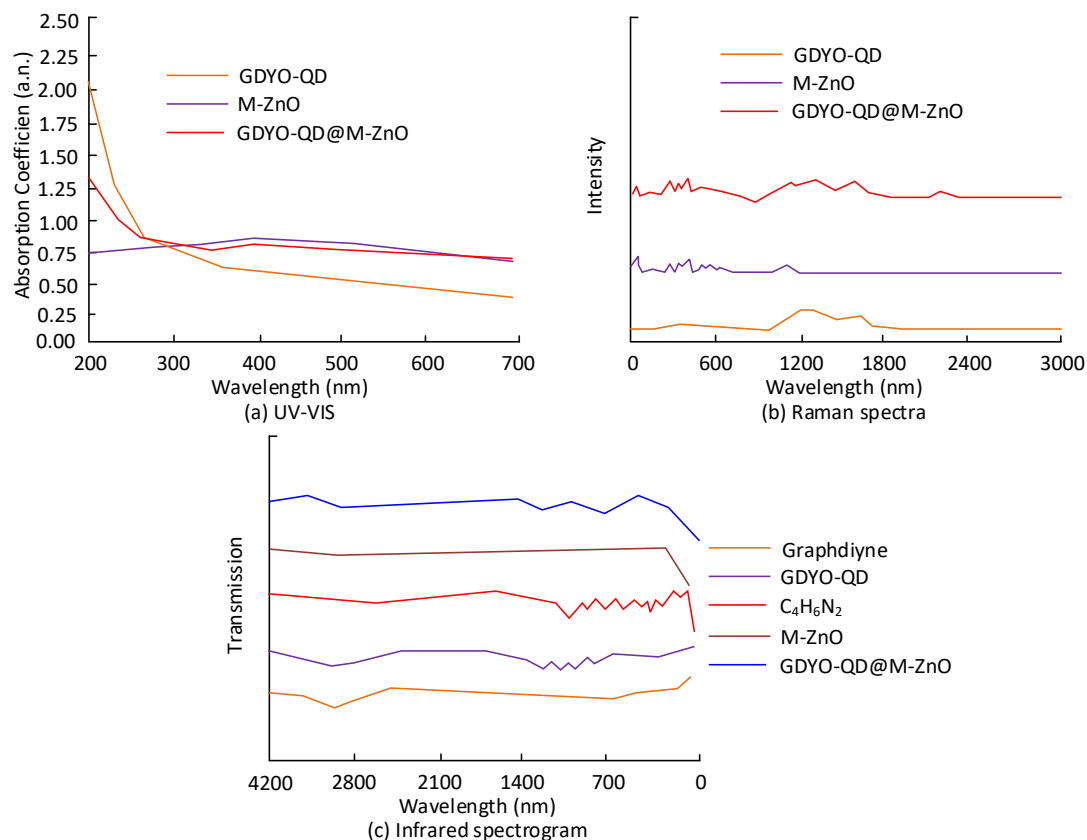 2.50
2.25
2.00
1.75
1.50
1.25
1.00
0.75
0.50
0.25
0.00
Absorption Coefficien (a.n.)
GDYO-QD
M-ZnO
GDYO-QD@M-ZnO
200 300 400 500 600 700
Wavelength (nm)
(a) UV-VIS
Intensity
GDYO-QD
M-ZnO
GDYO-QD@M-ZnO
0 600 1200 1800 2400 3000
Wavelength (nm)
(b) Raman spectra
Transmission
Graphdiyne
GDYO-QD
C₄H₆N₂
M-ZnO
GDYO-QD@M-ZnO
4200 2800 2100 1400 700 0
Wavelength (nm)
(c) Infrared spectrogram